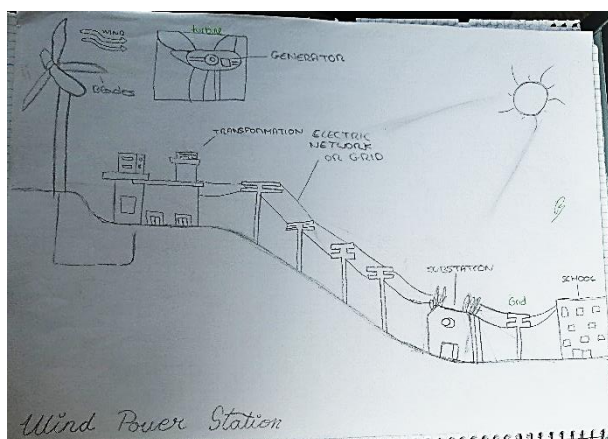 WIND
turbine
GENERATOR
Blades
TRANSFORMATION
ELECTRIC
NETWORK
OR GRID
SUBSTATION
Grid
SCHOOL
Wind Power Station